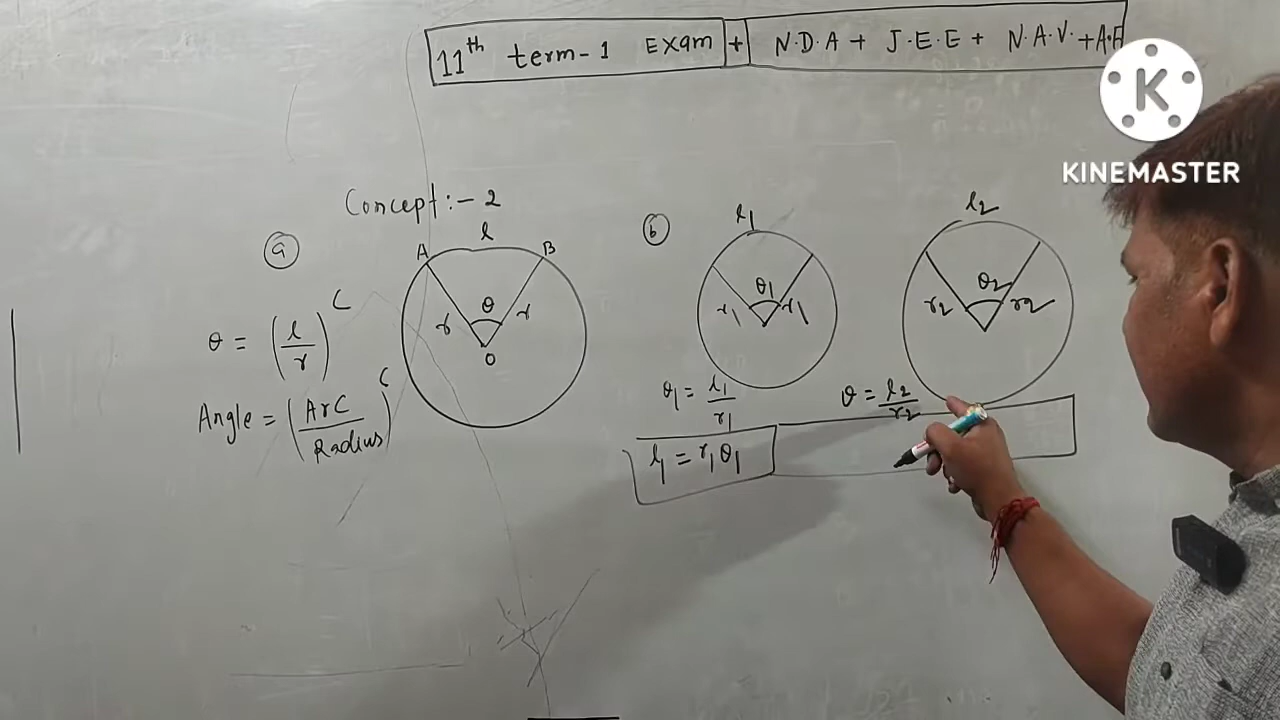 11th term-1 Exam + N.D.A + J.E.E + N.A.V. + A.F
K
KINEMASTER
Concept:- 2
a
A l B
θ
r r
O
θ = (l/r)^c
Angle = (Arc/Radius)^c
b
l1
θ1
r1 r1
θ1 = l1/r1
l1 = r1θ1
l2
θ2
r2 r2
θ = l2/r2